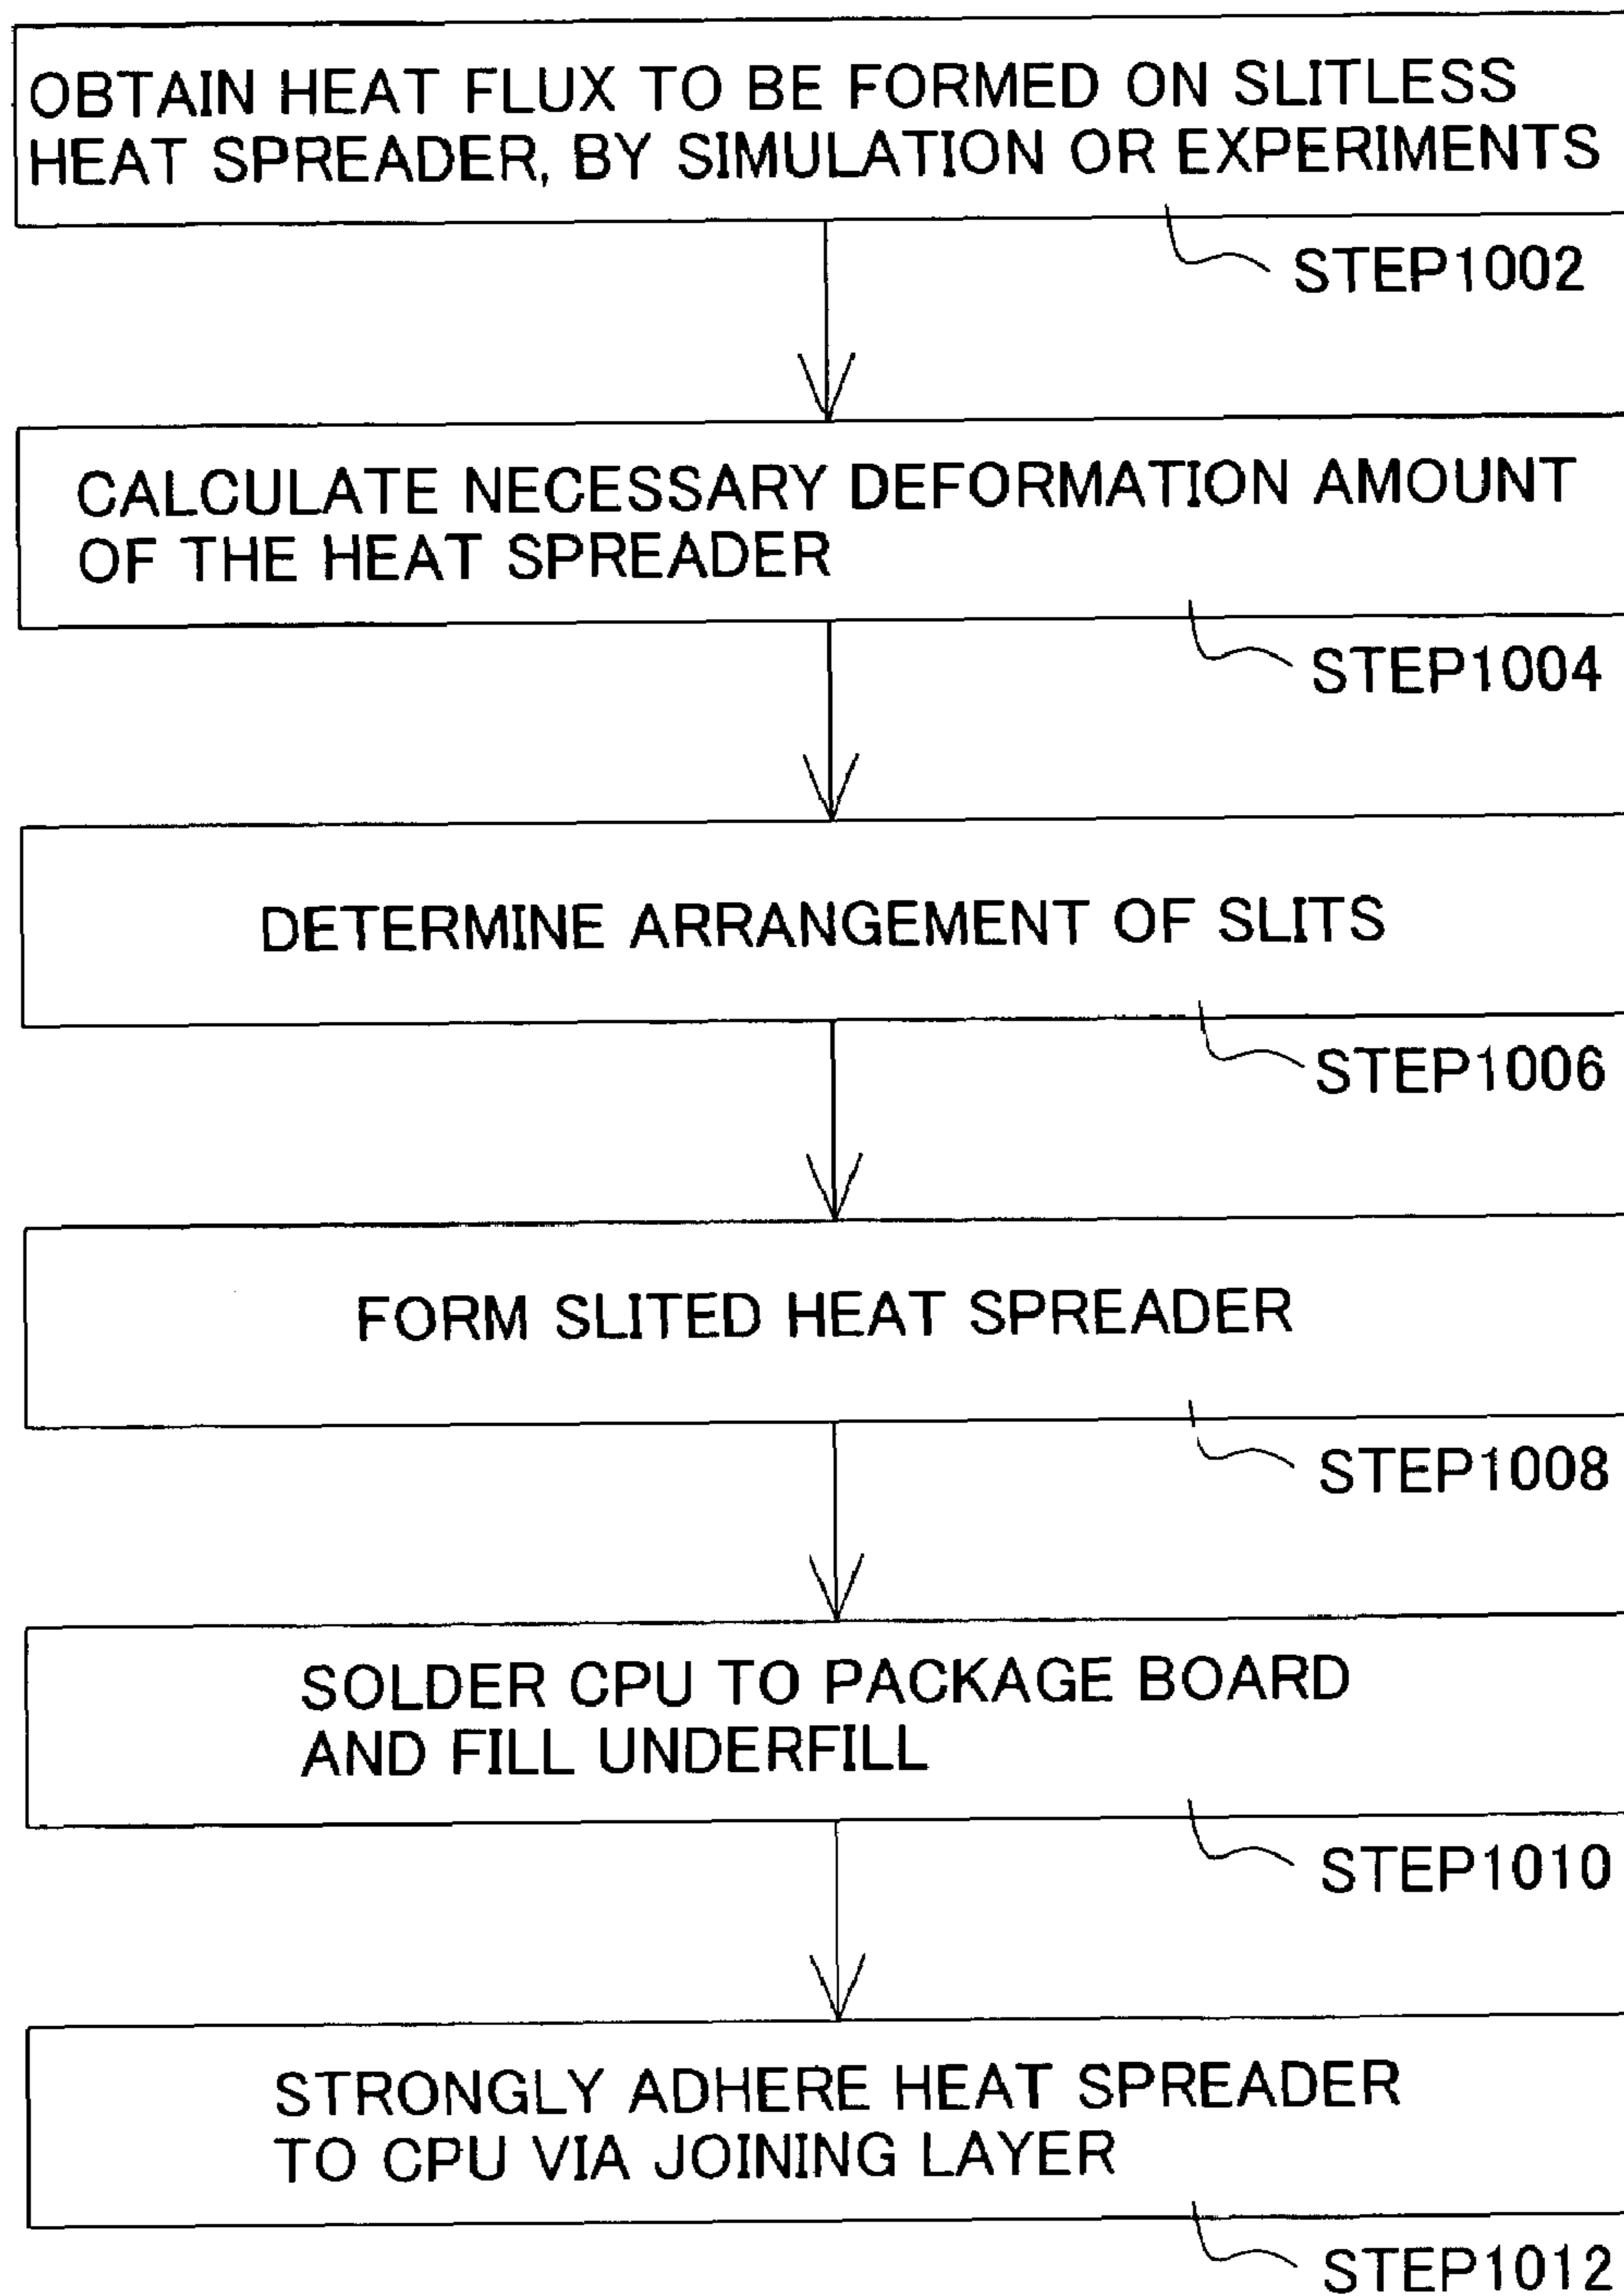 OBTAIN HEAT FLUX TO BE FORMED ON SLITLESS
HEAT SPREADER, BY SIMULATION OR EXPERIMENTS
STEP1002
CALCULATE NECESSARY DEFORMATION AMOUNT
OF THE HEAT SPREADER
STEP1004
DETERMINE ARRANGEMENT OF SLITS
STEP1006
FORM SLITED HEAT SPREADER
STEP1008
SOLDER CPU TO PACKAGE BOARD
AND FILL UNDERFILL
STEP1010
STRONGLY ADHERE HEAT SPREADER
TO CPU VIA JOINING LAYER
STEP1012